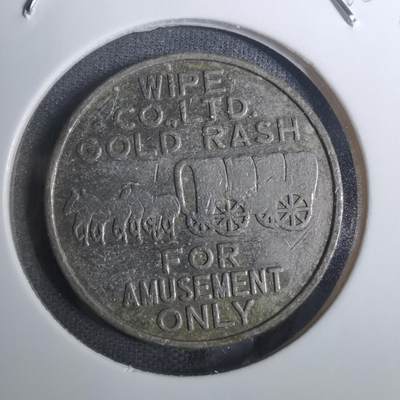 WIPE
CO.,LTD.
GOLD RASH
FOR
AMUSEMENT
ONLY